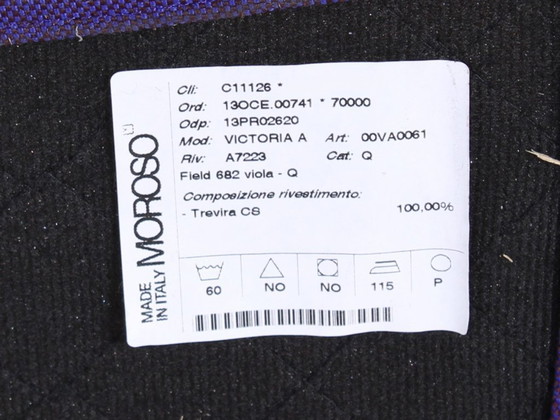 Cli: C11126 *
Ord: 13OCE.00741 * 70000
Odp: 13PR02620
Mod: VICTORIA A Art: 00VA0061
Riv: A7223 Cat: Q
Field 682 viola - Q
Composizione rivestimento:
- Trevira CS 100,00%
60 NO NO 115 P
MOROSO
MADE
IN ITALY